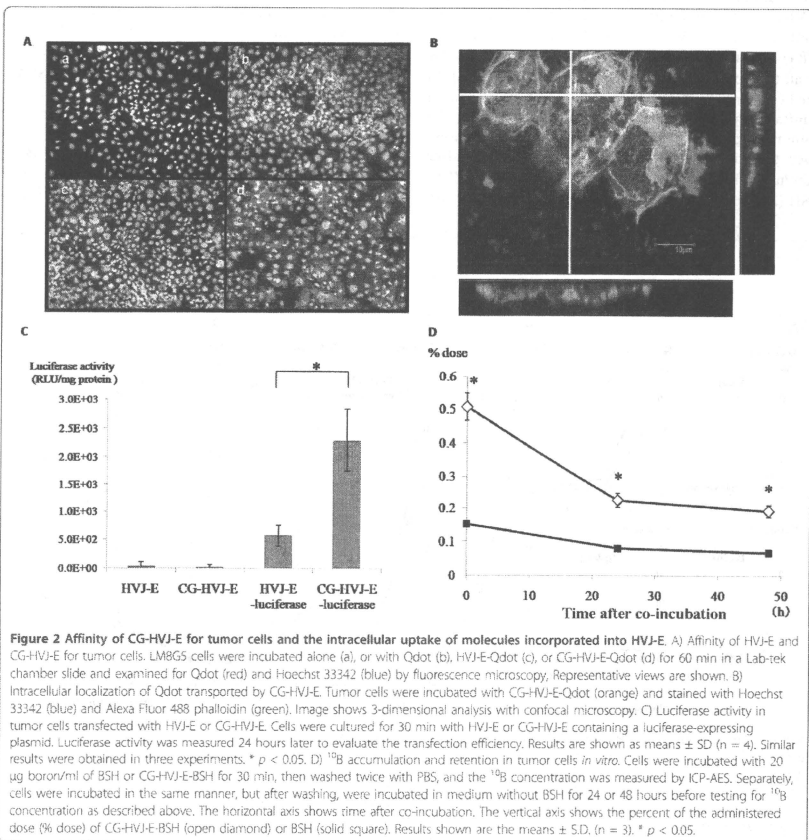 A
B
a
b
c
d
10μm
C
D
Luciferase activity
(RLU/mg protein )
3.0E+03
2.5E+03
2.0E+03
1.5E+03
1.0E+03
5.0E+02
0.0E+00
*
HVJ-E
CG-HVJ-E
HVJ-E
-luciferase
CG-HVJ-E
-luciferase
% dose
0.6
0.5
0.4
0.3
0.2
0.1
0
*
*
*
0
10
20
30
40
50
Time after co-incubation
(h)
Figure 2 Affinity of CG-HVJ-E for tumor cells and the intracellular uptake of molecules incorporated into HVJ-E. A) Affinity of HVJ-E and
CG-HVJ-E for tumor cells. LM8G5 cells were incubated alone (a), or with Qdot (b), HVJ-E-Qdot (c), or CG-HVJ-E-Qdot (d) for 60 min in a Lab-tek
chamber slide and examined for Qdot (red) and Hoechst 33342 (blue) by fluorescence microscopy, Representative views are shown. B)
Intracellular localization of Qdot transported by CG-HVJ-E. Tumor cells were incubated with CG-HVJ-E-Qdot (orange) and stained with Hoechst
33342 (blue) and Alexa Fluor 488 phalloidin (green). Image shows 3-dimensional analysis with confocal microscopy. C) Luciferase activity in
tumor cells transfected with HVJ-E or CG-HVJ-E. Cells were cultured for 30 min with HVJ-E or CG-HVJ-E containing a luciferase-expressing
plasmid. Luciferase activity was measured 24 hours later to evaluate the transfection efficiency. Results are shown as means ± SD (n = 4). Similar
results were obtained in three experiments. * p < 0.05. D) ¹⁰B accumulation and retention in tumor cells in vitro. Cells were incubated with 20
μg boron/ml of BSH or CG-HVJ-E-BSH for 30 min, then washed twice with PBS, and the ¹⁰B concentration was measured by ICP-AES. Separately,
cells were incubated in the same manner, but after washing, were incubated in medium without BSH for 24 or 48 hours before testing for ¹⁰B
concentration as described above. The horizontal axis shows time after co-incubation. The vertical axis shows the percent of the administered
dose (% dose) of CG-HVJ-E-BSH (open diamond) or BSH (solid square). Results shown are the means ± S.D. (n = 3). * p < 0.05.